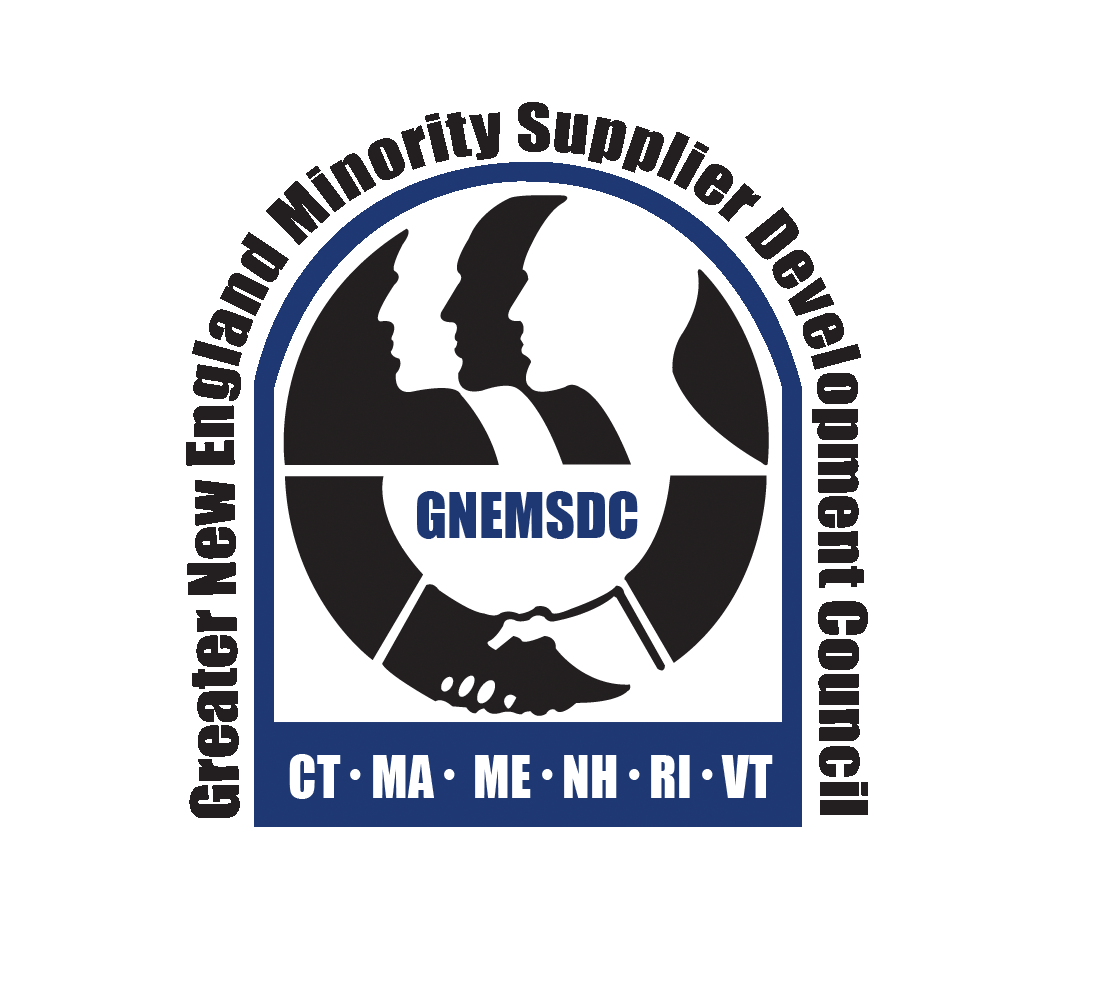 Greater New England Minority Supplier Development Council
GNEMSDC
CT · MA · ME · NH · RI · VT